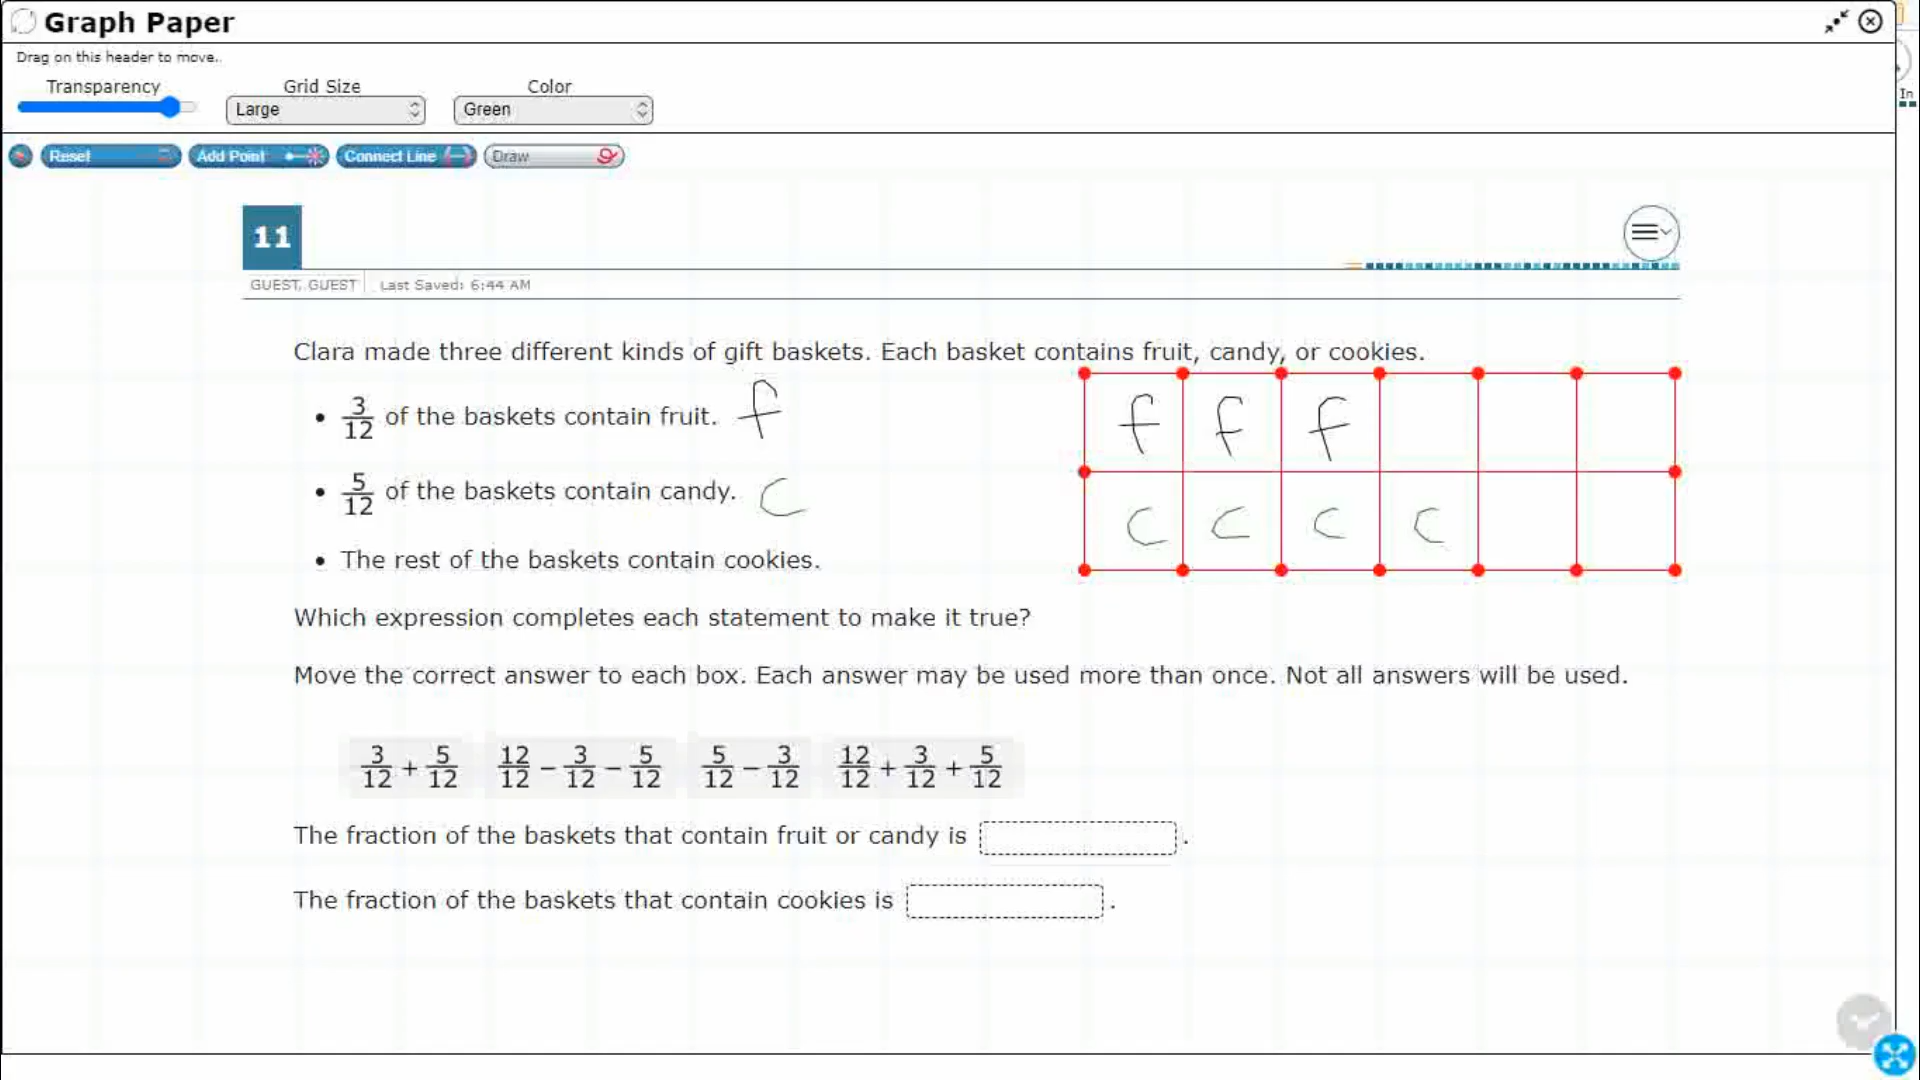 Graph Paper
Drag on this header to move..
Transparency Grid Size Color
Large Green
Reset Add Point Connect Line Draw
In
11
GUEST, GUEST Last Saved: 6:44 AM
Clara made three different kinds of gift baskets. Each basket contains fruit, candy, or cookies.
• 3/12 of the baskets contain fruit. f
f f f
• 5/12 of the baskets contain candy. c
c c c c
• The rest of the baskets contain cookies.
Which expression completes each statement to make it true?
Move the correct answer to each box. Each answer may be used more than once. Not all answers will be used.
3/12 + 5/12 12/12 − 3/12 − 5/12 5/12 − 3/12 12/12 + 3/12 + 5/12
The fraction of the baskets that contain fruit or candy is .
The fraction of the baskets that contain cookies is .